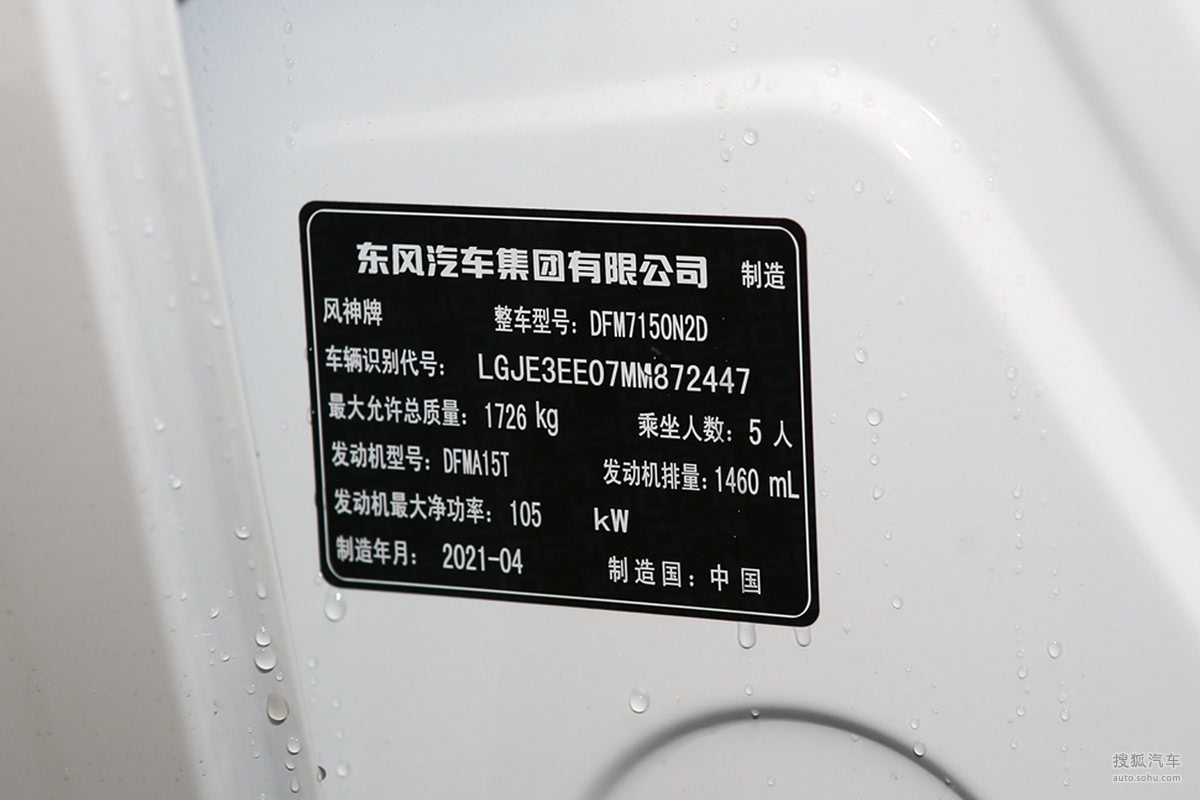 东风汽车集团有限公司 制造
风神牌 整车型号: DFM7150N2D
车辆识别代号: LGJE3EE07MM872447
最大允许总质量: 1726 kg 乘坐人数: 5 人
发动机型号: DFMA15T 发动机排量: 1460 mL
发动机最大净功率: 105 kW
制造年月: 2021-04 制造国: 中国
搜狐汽车
auto.sohu.com